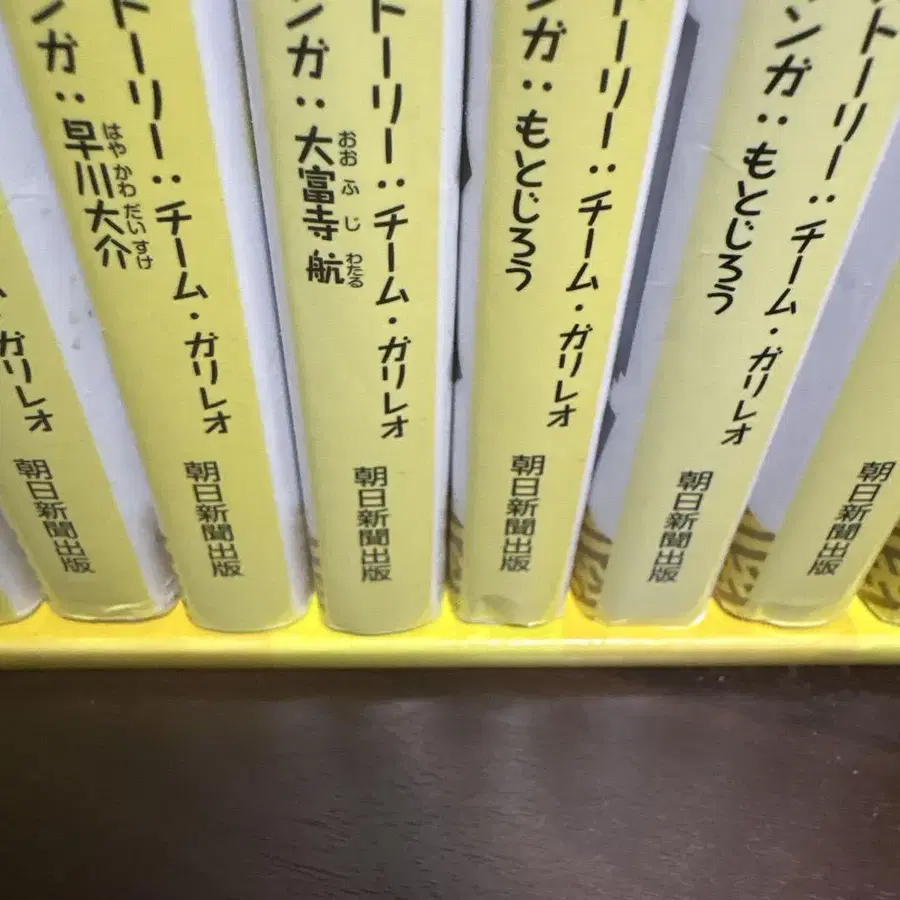 ガリレオ
朝日新聞出版
トーリー：チーム・ガリレオ
ンガ：早川大介
はやかわだいすけ
朝日新聞出版
トーリー：チーム・ガリレオ
ンガ：大富寺航
おおふじわたる
朝日新聞出版
トーリー：チーム・ガリレオ
ンガ：もとじろう
朝日新聞出版
トーリー：チーム・ガリレオ
ンガ：もとじろう
朝日新聞出版
朝日新聞出版